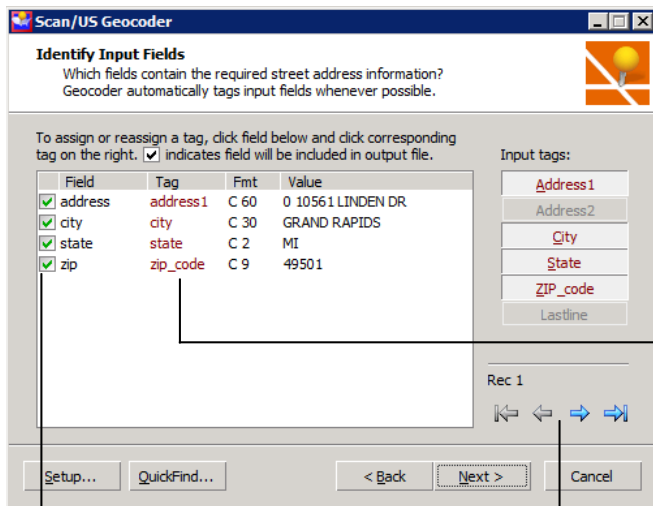 Scan/US Geocoder
Identify Input Fields
Which fields contain the required street address information?
Geocoder automatically tags input fields whenever possible.
To assign or reassign a tag, click field below and click corresponding
tag on the right. indicates field will be included in output file.
Input tags:
Field Tag Fmt Value
address address1 C 60 0 10561 LINDEN DR
city city C 30 GRAND RAPIDS
state state C 2 MI
zip zip_code C 9 49501
Address1
Address2
City
State
ZIP_code
Lastline
Rec 1
Setup... QuickFind... < Back Next > Cancel